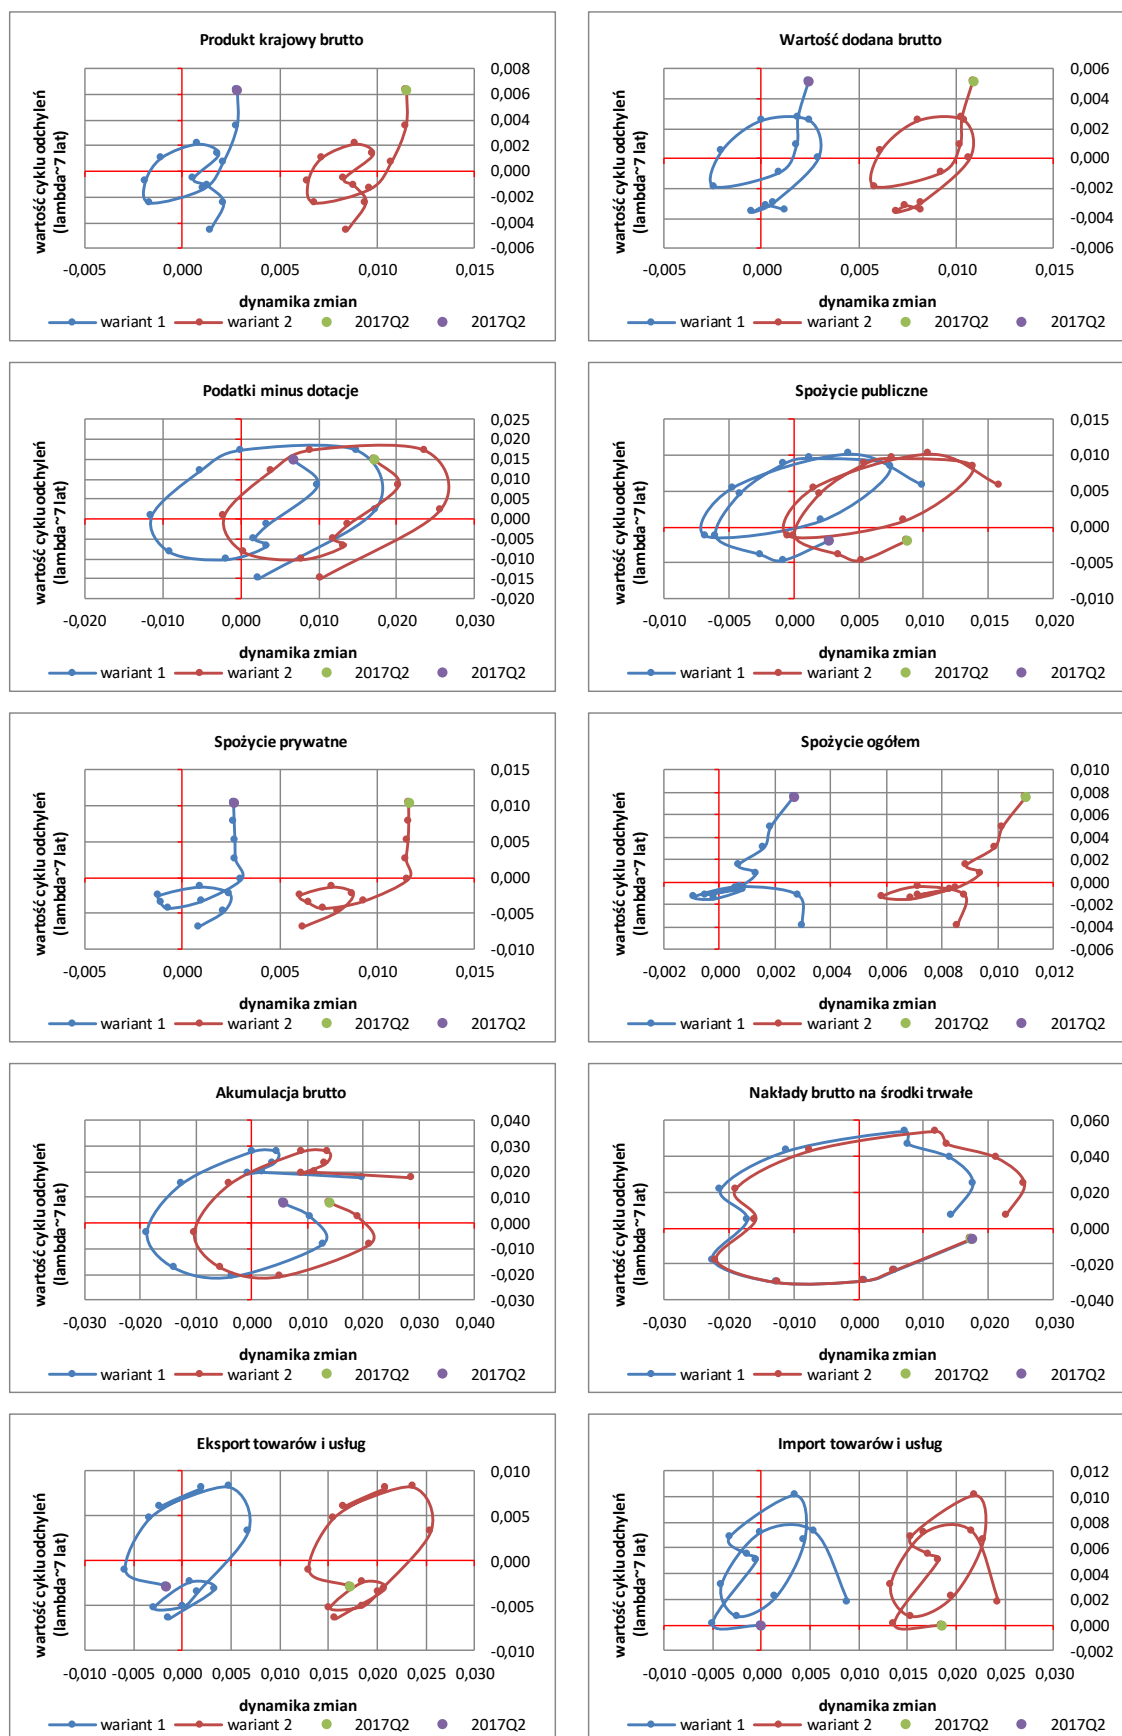 Produkt krajowy brutto
wartość cyklu odchyleń
(lambda~7 lat)
0,008
0,006
0,004
0,002
0,000
-0,002
-0,004
-0,006
-0,005 0,000 0,005 0,010 0,015
dynamika zmian
wariant 1 wariant 2 2017Q2 2017Q2
Wartość dodana brutto
wartość cyklu odchyleń
(lambda~7 lat)
0,006
0,004
0,002
0,000
-0,002
-0,004
-0,006
-0,005 0,000 0,005 0,010 0,015
dynamika zmian
wariant 1 wariant 2 2017Q2 2017Q2
Podatki minus dotacje
wartość cyklu odchyleń
(lambda~7 lat)
0,025
0,020
0,015
0,010
0,005
0,000
-0,005
-0,010
-0,015
-0,020
-0,020 -0,010 0,000 0,010 0,020 0,030
dynamika zmian
wariant 1 wariant 2 2017Q2 2017Q2
Spożycie publiczne
wartość cyklu odchyleń
(lambda~7 lat)
0,015
0,010
0,005
0,000
-0,005
-0,010
-0,010 -0,005 0,000 0,005 0,010 0,015 0,020
dynamika zmian
wariant 1 wariant 2 2017Q2 2017Q2
Spożycie prywatne
wartość cyklu odchyleń
(lambda~7 lat)
0,015
0,010
0,005
0,000
-0,005
-0,010
-0,005 0,000 0,005 0,010 0,015
dynamika zmian
wariant 1 wariant 2 2017Q2 2017Q2
Spożycie ogółem
wartość cyklu odchyleń
(lambda~7 lat)
0,010
0,008
0,006
0,004
0,002
0,000
-0,002
-0,004
-0,006
-0,002 0,000 0,002 0,004 0,006 0,008 0,010 0,012
dynamika zmian
wariant 1 wariant 2 2017Q2 2017Q2
Akumulacja brutto
wartość cyklu odchyleń
(lambda~7 lat)
0,040
0,030
0,020
0,010
0,000
-0,010
-0,020
-0,030
-0,030 -0,020 -0,010 0,000 0,010 0,020 0,030 0,040
dynamika zmian
wariant 1 wariant 2 2017Q2 2017Q2
Nakłady brutto na środki trwałe
wartość cyklu odchyleń
(lambda~7 lat)
0,060
0,040
0,020
0,000
-0,020
-0,040
-0,030 -0,020 -0,010 0,000 0,010 0,020 0,030
dynamika zmian
wariant 1 wariant 2 2017Q2 2017Q2
Eksport towarów i usług
wartość cyklu odchyleń
(lambda~7 lat)
0,010
0,005
0,000
-0,005
-0,010
-0,010 -0,005 0,000 0,005 0,010 0,015 0,020 0,025 0,030
dynamika zmian
wariant 1 wariant 2 2017Q2 2017Q2
Import towarów i usług
wartość cyklu odchyleń
(lambda~7 lat)
0,012
0,010
0,008
0,006
0,004
0,002
0,000
-0,002
-0,010 -0,005 0,000 0,005 0,010 0,015 0,020 0,025 0,030
dynamika zmian
wariant 1 wariant 2 2017Q2 2017Q2